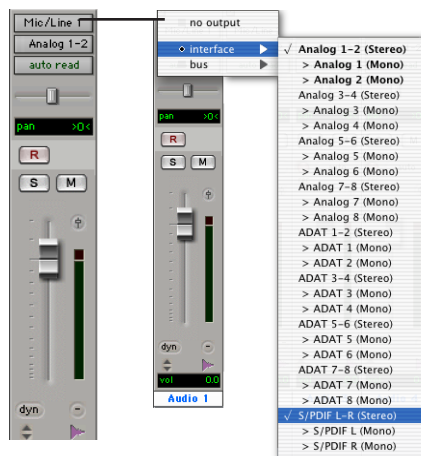 Mic/Line 1
Analog 1-2
auto read
pan >0<
R
S M
dyn -
no output
interface
bus
pan >0<
R
S M
dyn -
vol 0.0
Audio 1
√ Analog 1-2 (Stereo)
> Analog 1 (Mono)
> Analog 2 (Mono)
Analog 3-4 (Stereo)
> Analog 3 (Mono)
> Analog 4 (Mono)
Analog 5-6 (Stereo)
> Analog 5 (Mono)
> Analog 6 (Mono)
Analog 7-8 (Stereo)
> Analog 7 (Mono)
> Analog 8 (Mono)
ADAT 1-2 (Stereo)
> ADAT 1 (Mono)
> ADAT 2 (Mono)
ADAT 3-4 (Stereo)
> ADAT 3 (Mono)
> ADAT 4 (Mono)
ADAT 5-6 (Stereo)
> ADAT 5 (Mono)
> ADAT 6 (Mono)
ADAT 7-8 (Stereo)
> ADAT 7 (Mono)
> ADAT 8 (Mono)
√ S/PDIF L-R (Stereo)
> S/PDIF L (Mono)
> S/PDIF R (Mono)